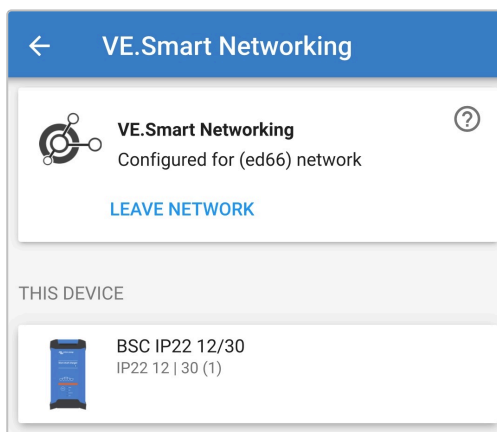 VE.Smart Networking
VE.Smart Networking
Configured for (ed66) network
LEAVE NETWORK
THIS DEVICE
BSC IP22 12/30
IP22 12 | 30 (1)